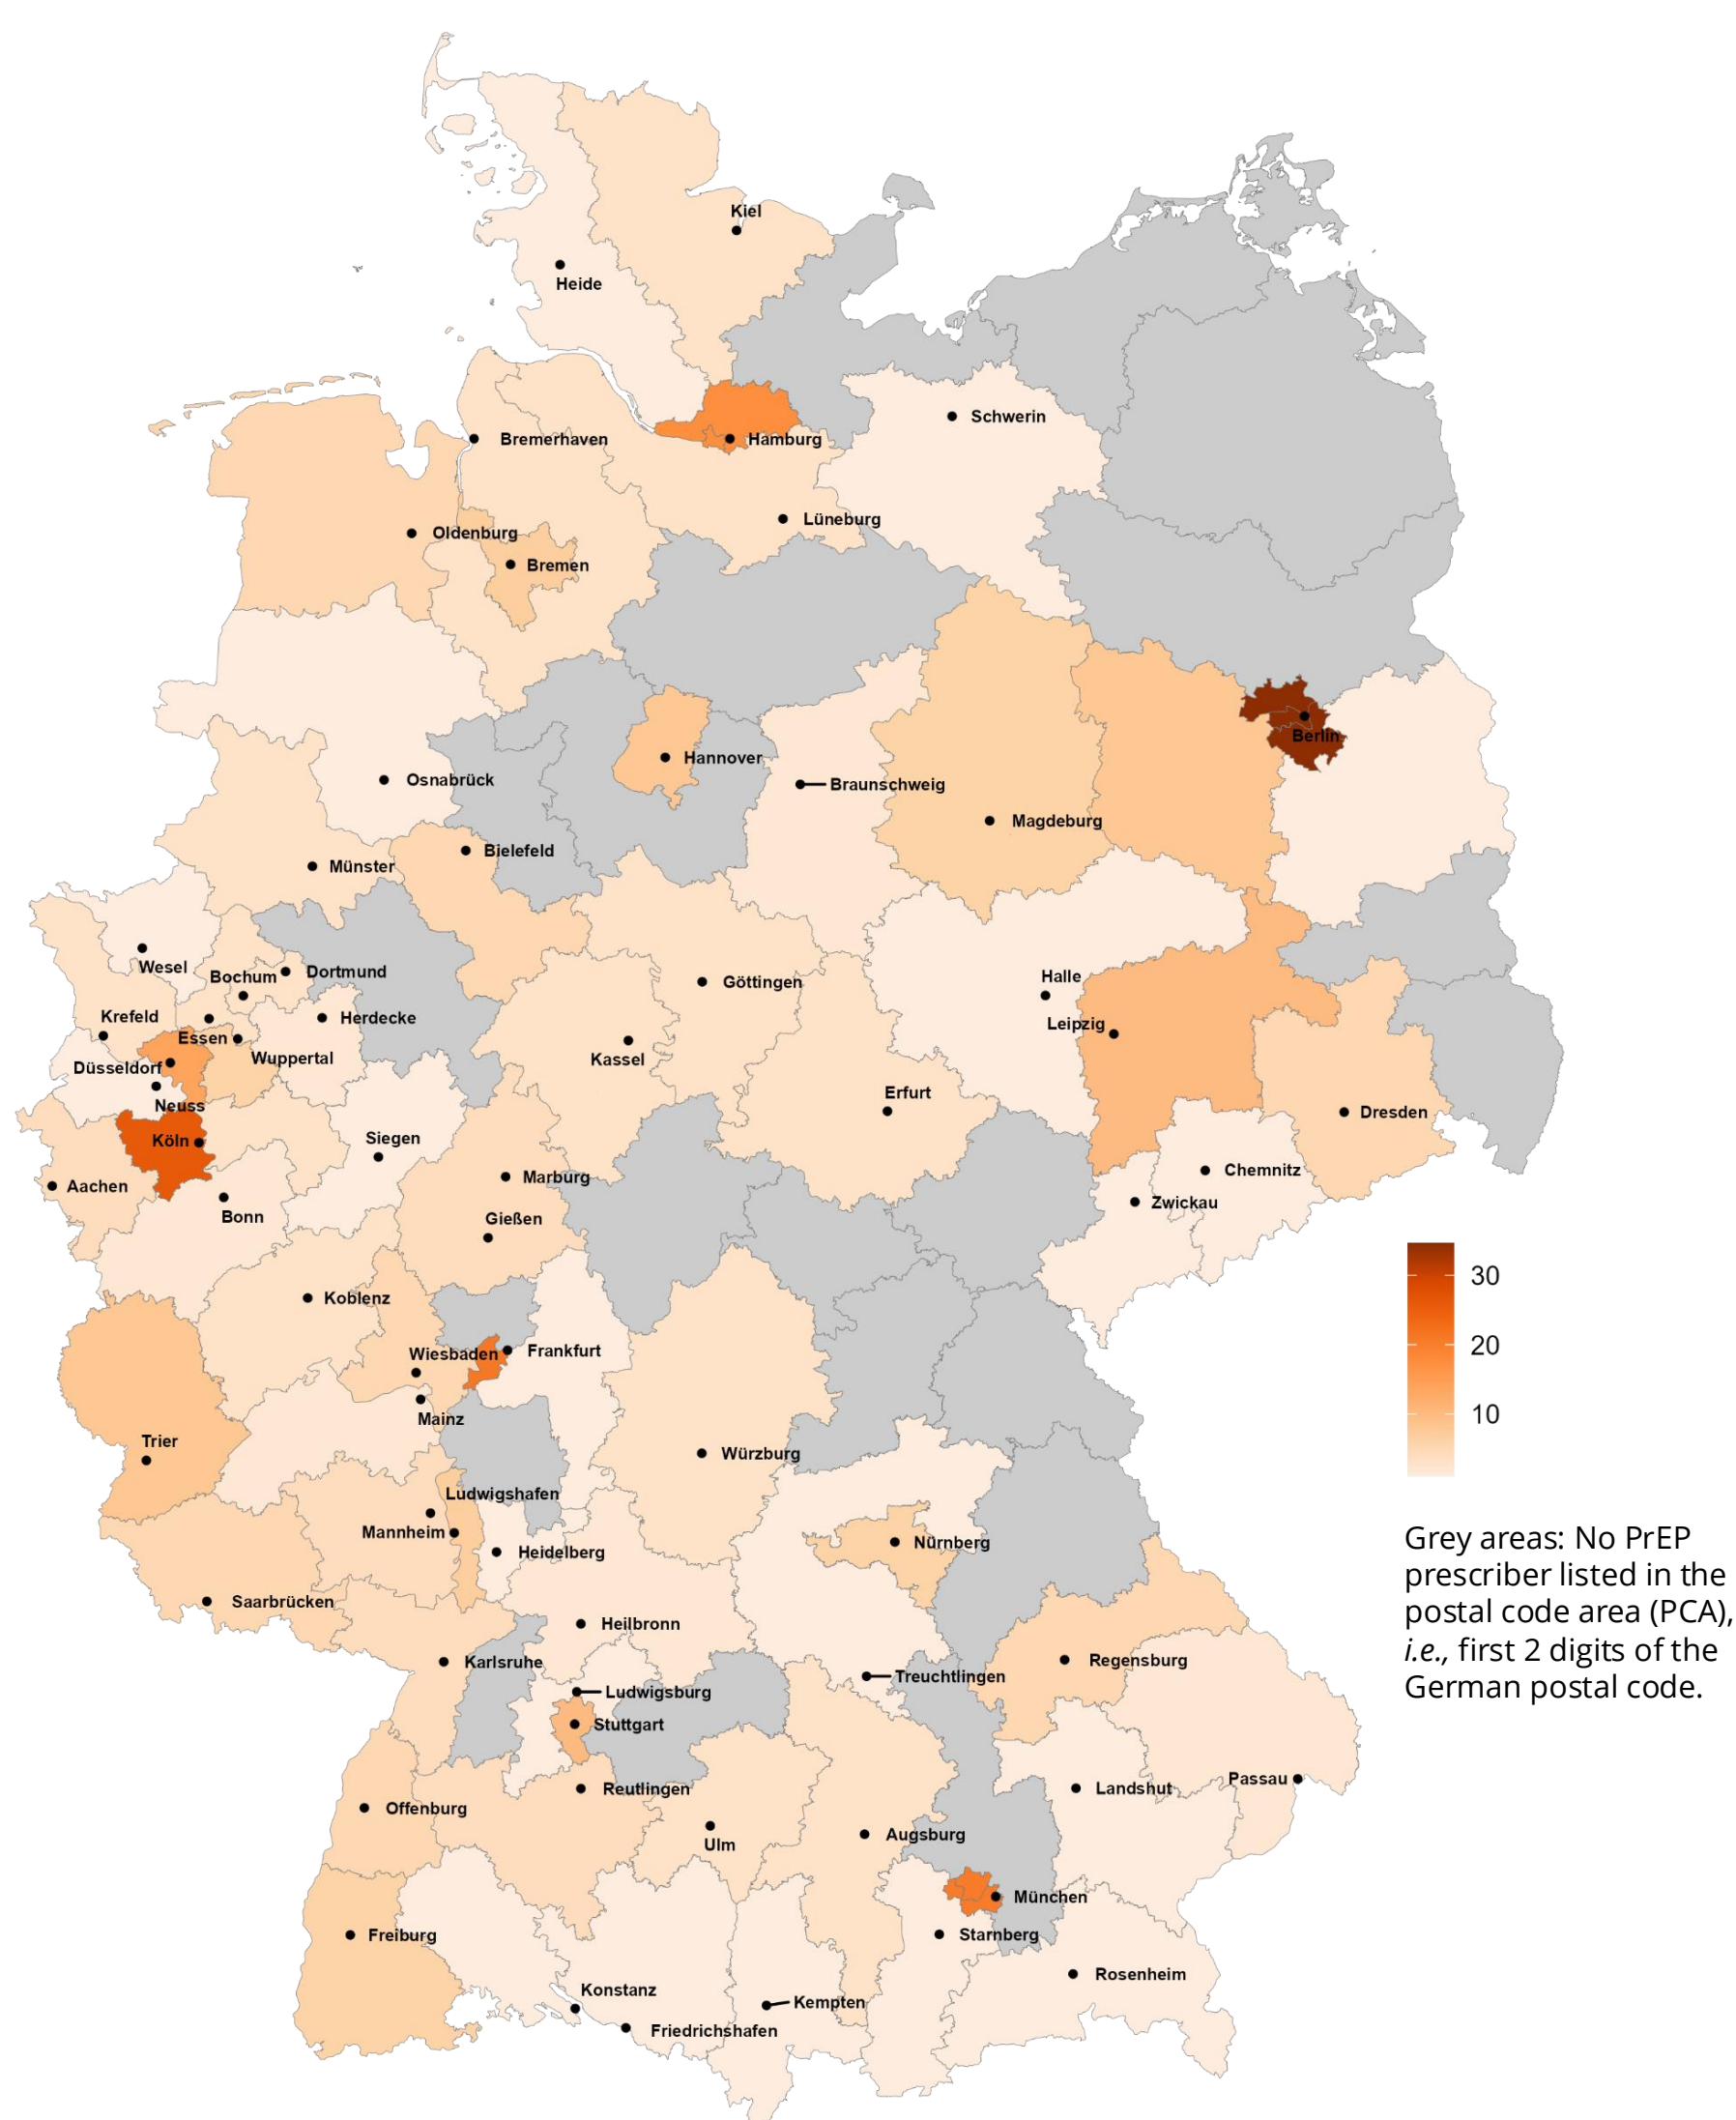 Kiel
Heide
Schwerin
Bremerhaven
Hamburg
Lüneburg
Oldenburg
Bremen
Berlin
Hannover
Osnabrück
Braunschweig
Magdeburg
Bielefeld
Münster
Wesel
Bochum
Dortmund
Göttingen
Halle
Krefeld
Herdecke
Leipzig
Essen
Wuppertal
Kassel
Düsseldorf
Erfurt
Neuss
Dresden
Köln
Siegen
Chemnitz
Marburg
Aachen
Zwickau
Bonn
Gießen
30
Koblenz
20
Wiesbaden
Frankfurt
10
Mainz
Trier
Würzburg
Ludwigshafen
Mannheim
Nürnberg
Heidelberg
Grey areas: No PrEP
prescriber listed in the
postal code area (PCA),
i.e., first 2 digits of the
German postal code.
Saarbrücken
Heilbronn
Karlsruhe
Regensburg
Treuchtlingen
Ludwigsburg
Stuttgart
Reutlingen
Landshut
Passau
Offenburg
Ulm
Augsburg
München
Freiburg
Starnberg
Rosenheim
Konstanz
Kempten
Friedrichshafen